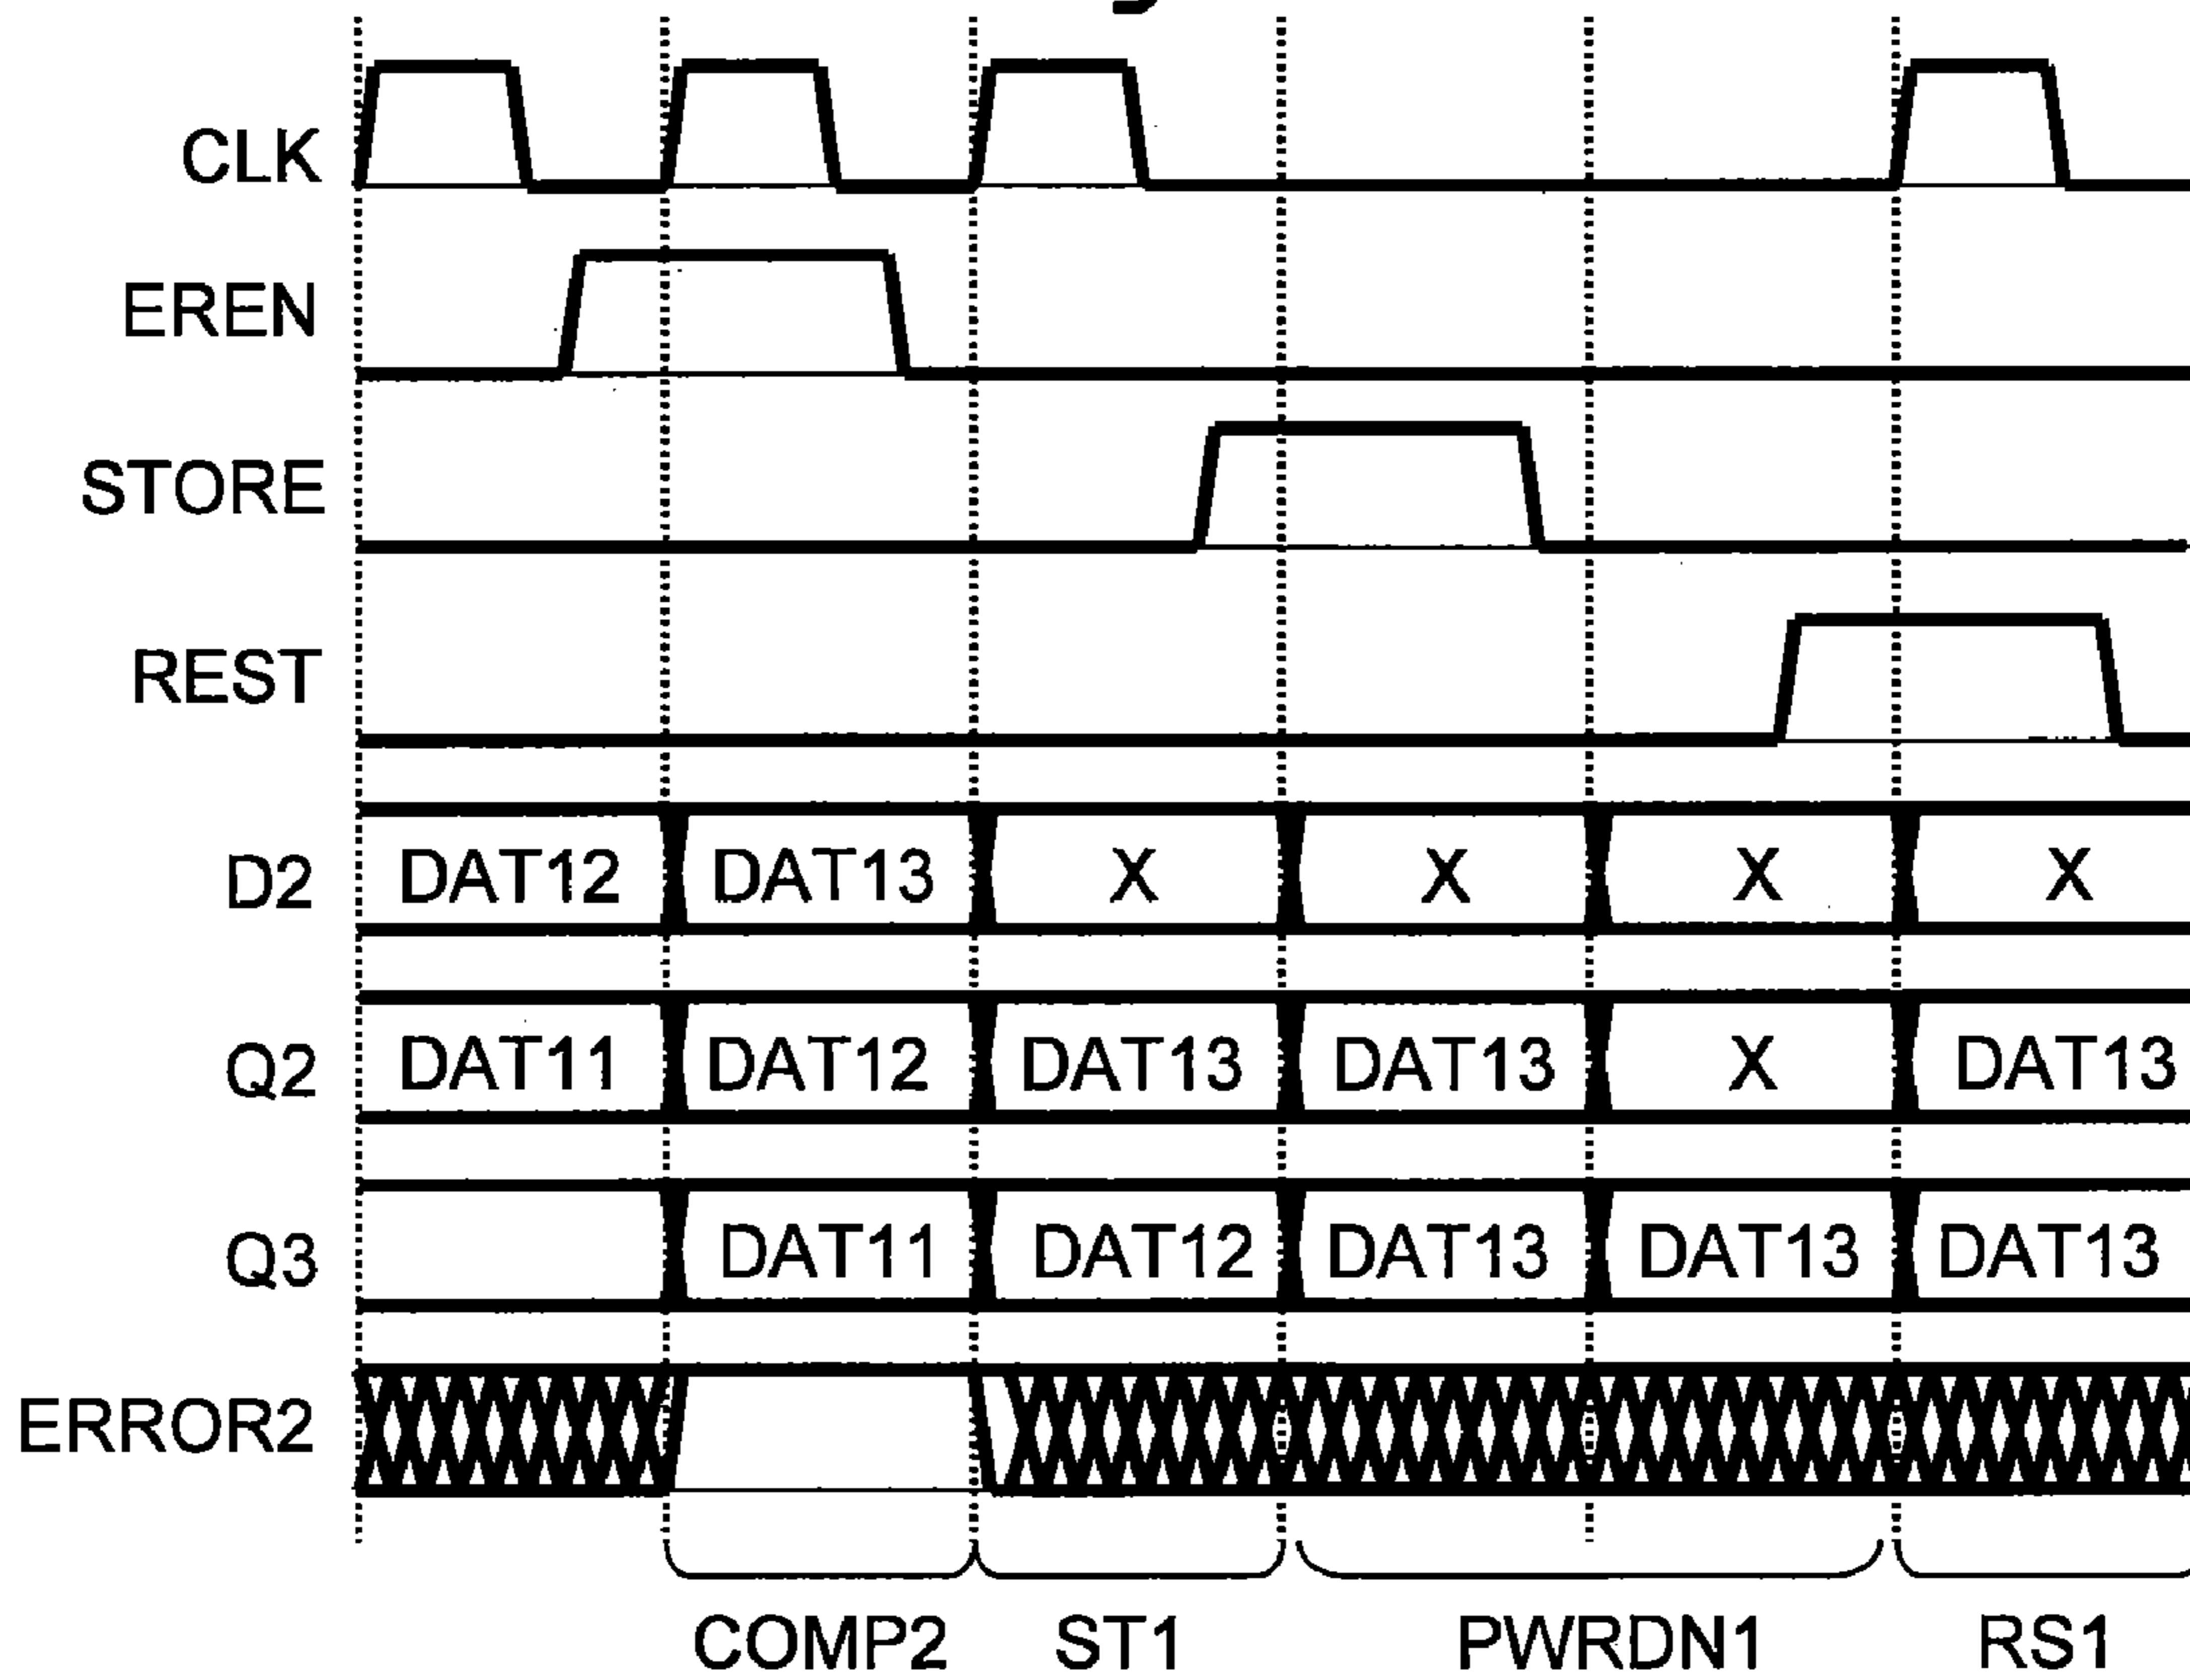 CLK
EREN
STORE
REST
D2 DAT12 DAT13 X X X X
Q2 DAT11 DAT12 DAT13 DAT13 X DAT13
Q3 DAT11 DAT12 DAT13 DAT13 DAT13
ERROR2
COMP2 ST1 PWRDN1 RS1